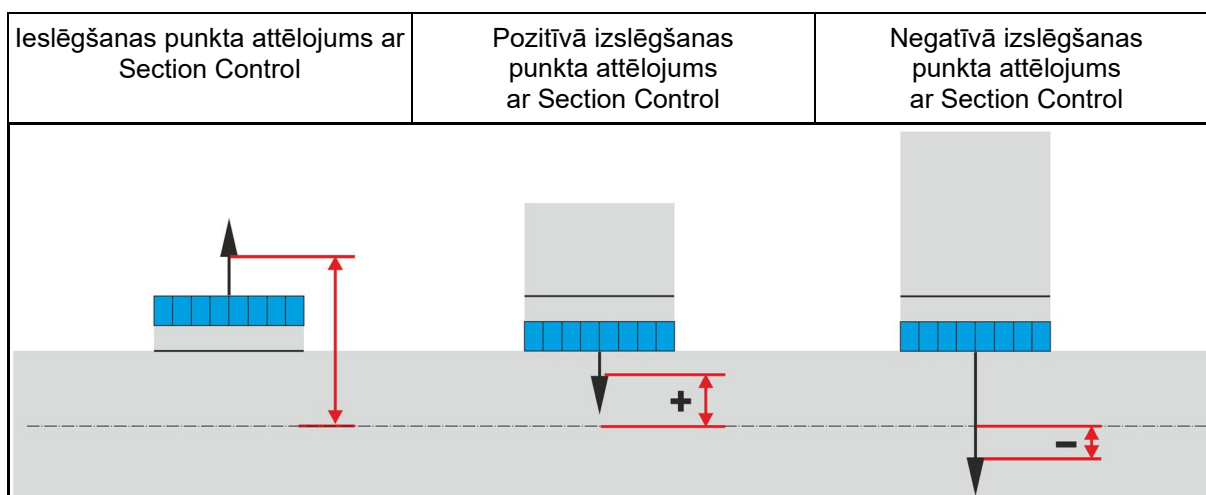 Ieslēgšanas punkta attēlojums ar
Section Control
Pozitīvā izslēgšanas
punkta attēlojums
ar Section Control
Negatīvā izslēgšanas
punkta attēlojums
ar Section Control
+
−